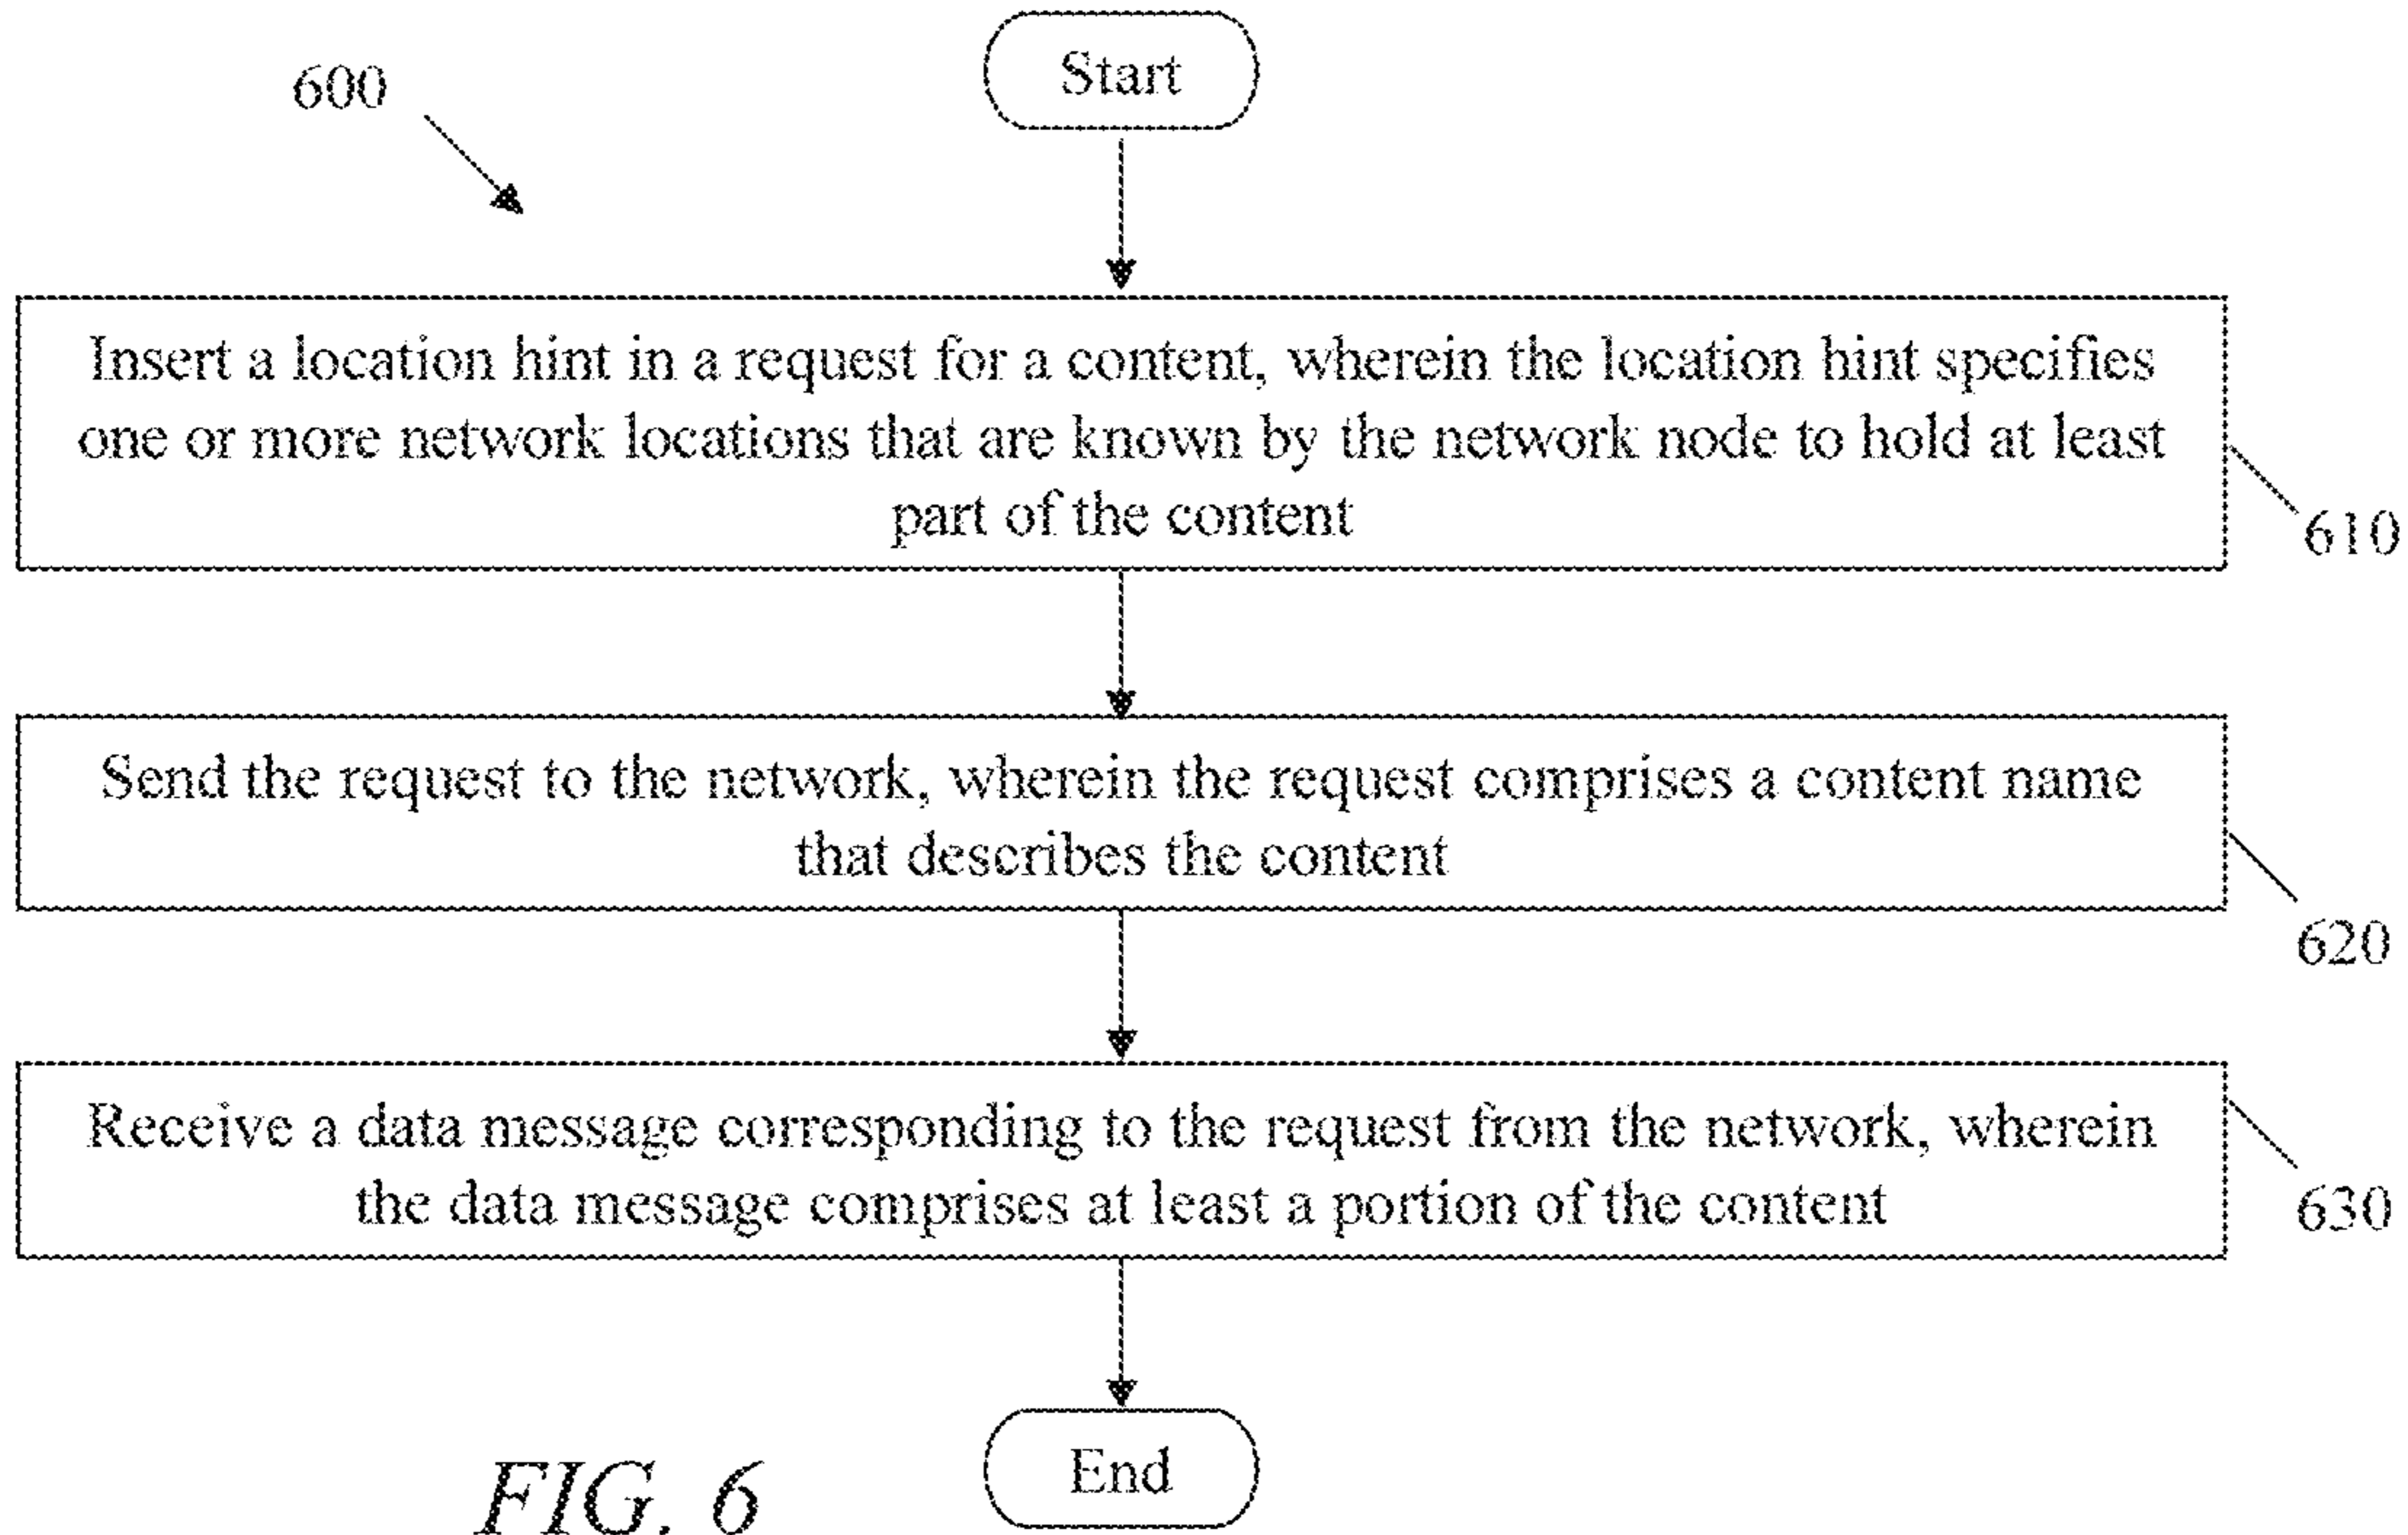 600
Start
Insert a location hint in a request for a content, wherein the location hint specifies
one or more network locations that are known by the network node to hold at least
part of the content
610
Send the request to the network, wherein the request comprises a content name
that describes the content
620
Receive a data message corresponding to the request from the network, wherein
the data message comprises at least a portion of the content
630
End
FIG. 6